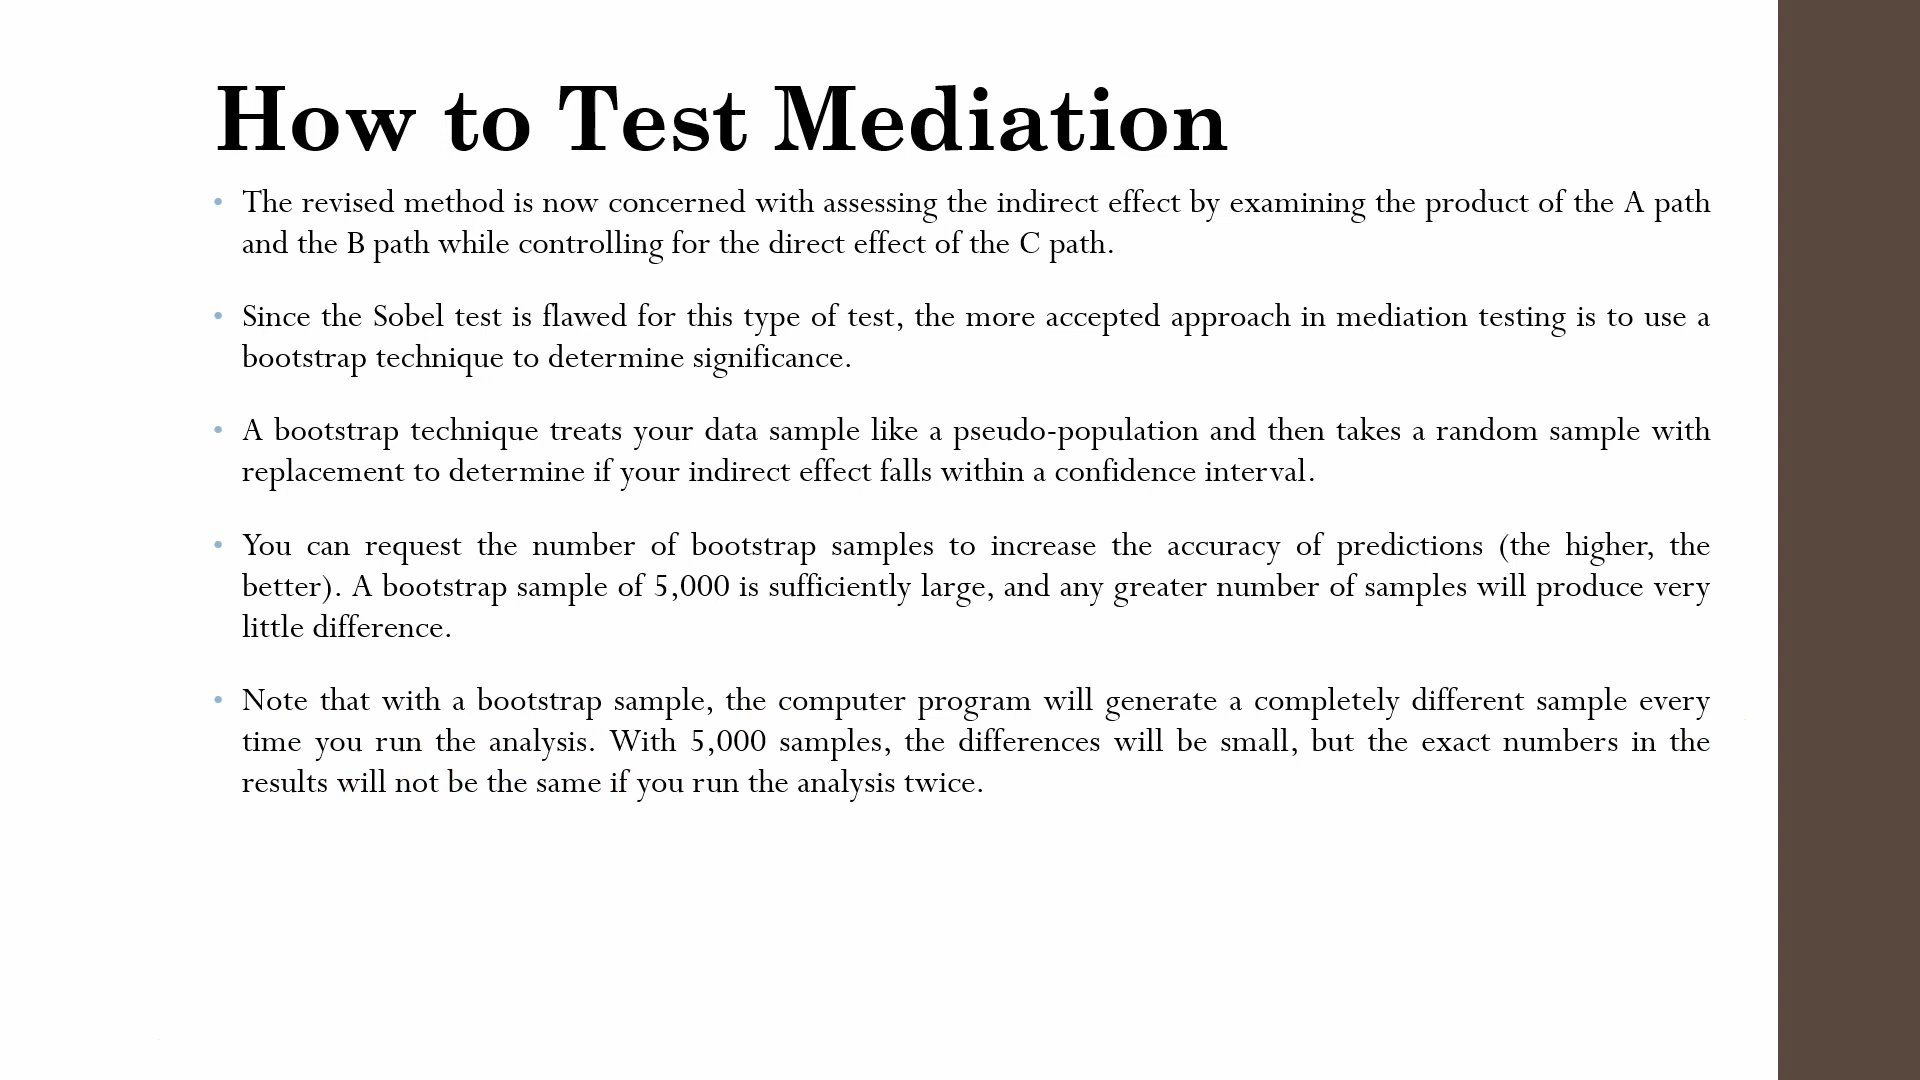 How to Test Mediation
• The revised method is now concerned with assessing the indirect effect by examining the product of the A path
and the B path while controlling for the direct effect of the C path.
• Since the Sobel test is flawed for this type of test, the more accepted approach in mediation testing is to use a
bootstrap technique to determine significance.
• A bootstrap technique treats your data sample like a pseudo-population and then takes a random sample with
replacement to determine if your indirect effect falls within a confidence interval.
• You can request the number of bootstrap samples to increase the accuracy of predictions (the higher, the
better). A bootstrap sample of 5,000 is sufficiently large, and any greater number of samples will produce very
little difference.
• Note that with a bootstrap sample, the computer program will generate a completely different sample every
time you run the analysis. With 5,000 samples, the differences will be small, but the exact numbers in the
results will not be the same if you run the analysis twice.